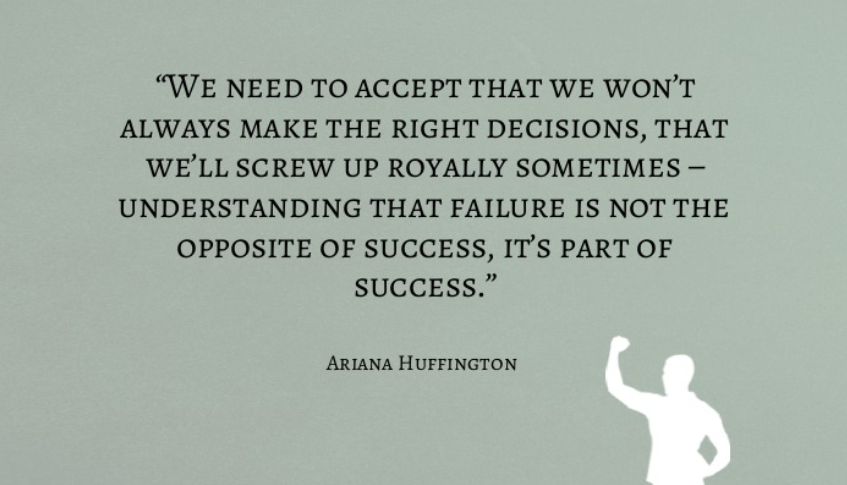 “We need to accept that we won’t
always make the right decisions, that
we’ll screw up royally sometimes –
understanding that failure is not the
opposite of success, it’s part of
success.”
Ariana Huffington